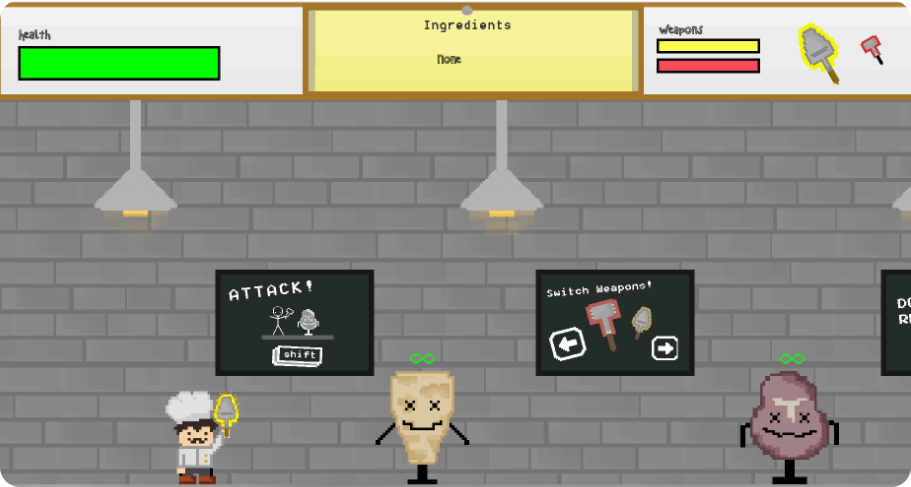 health
Ingredients
None
weapons
ATTACK!
shift
Switch Weapons!